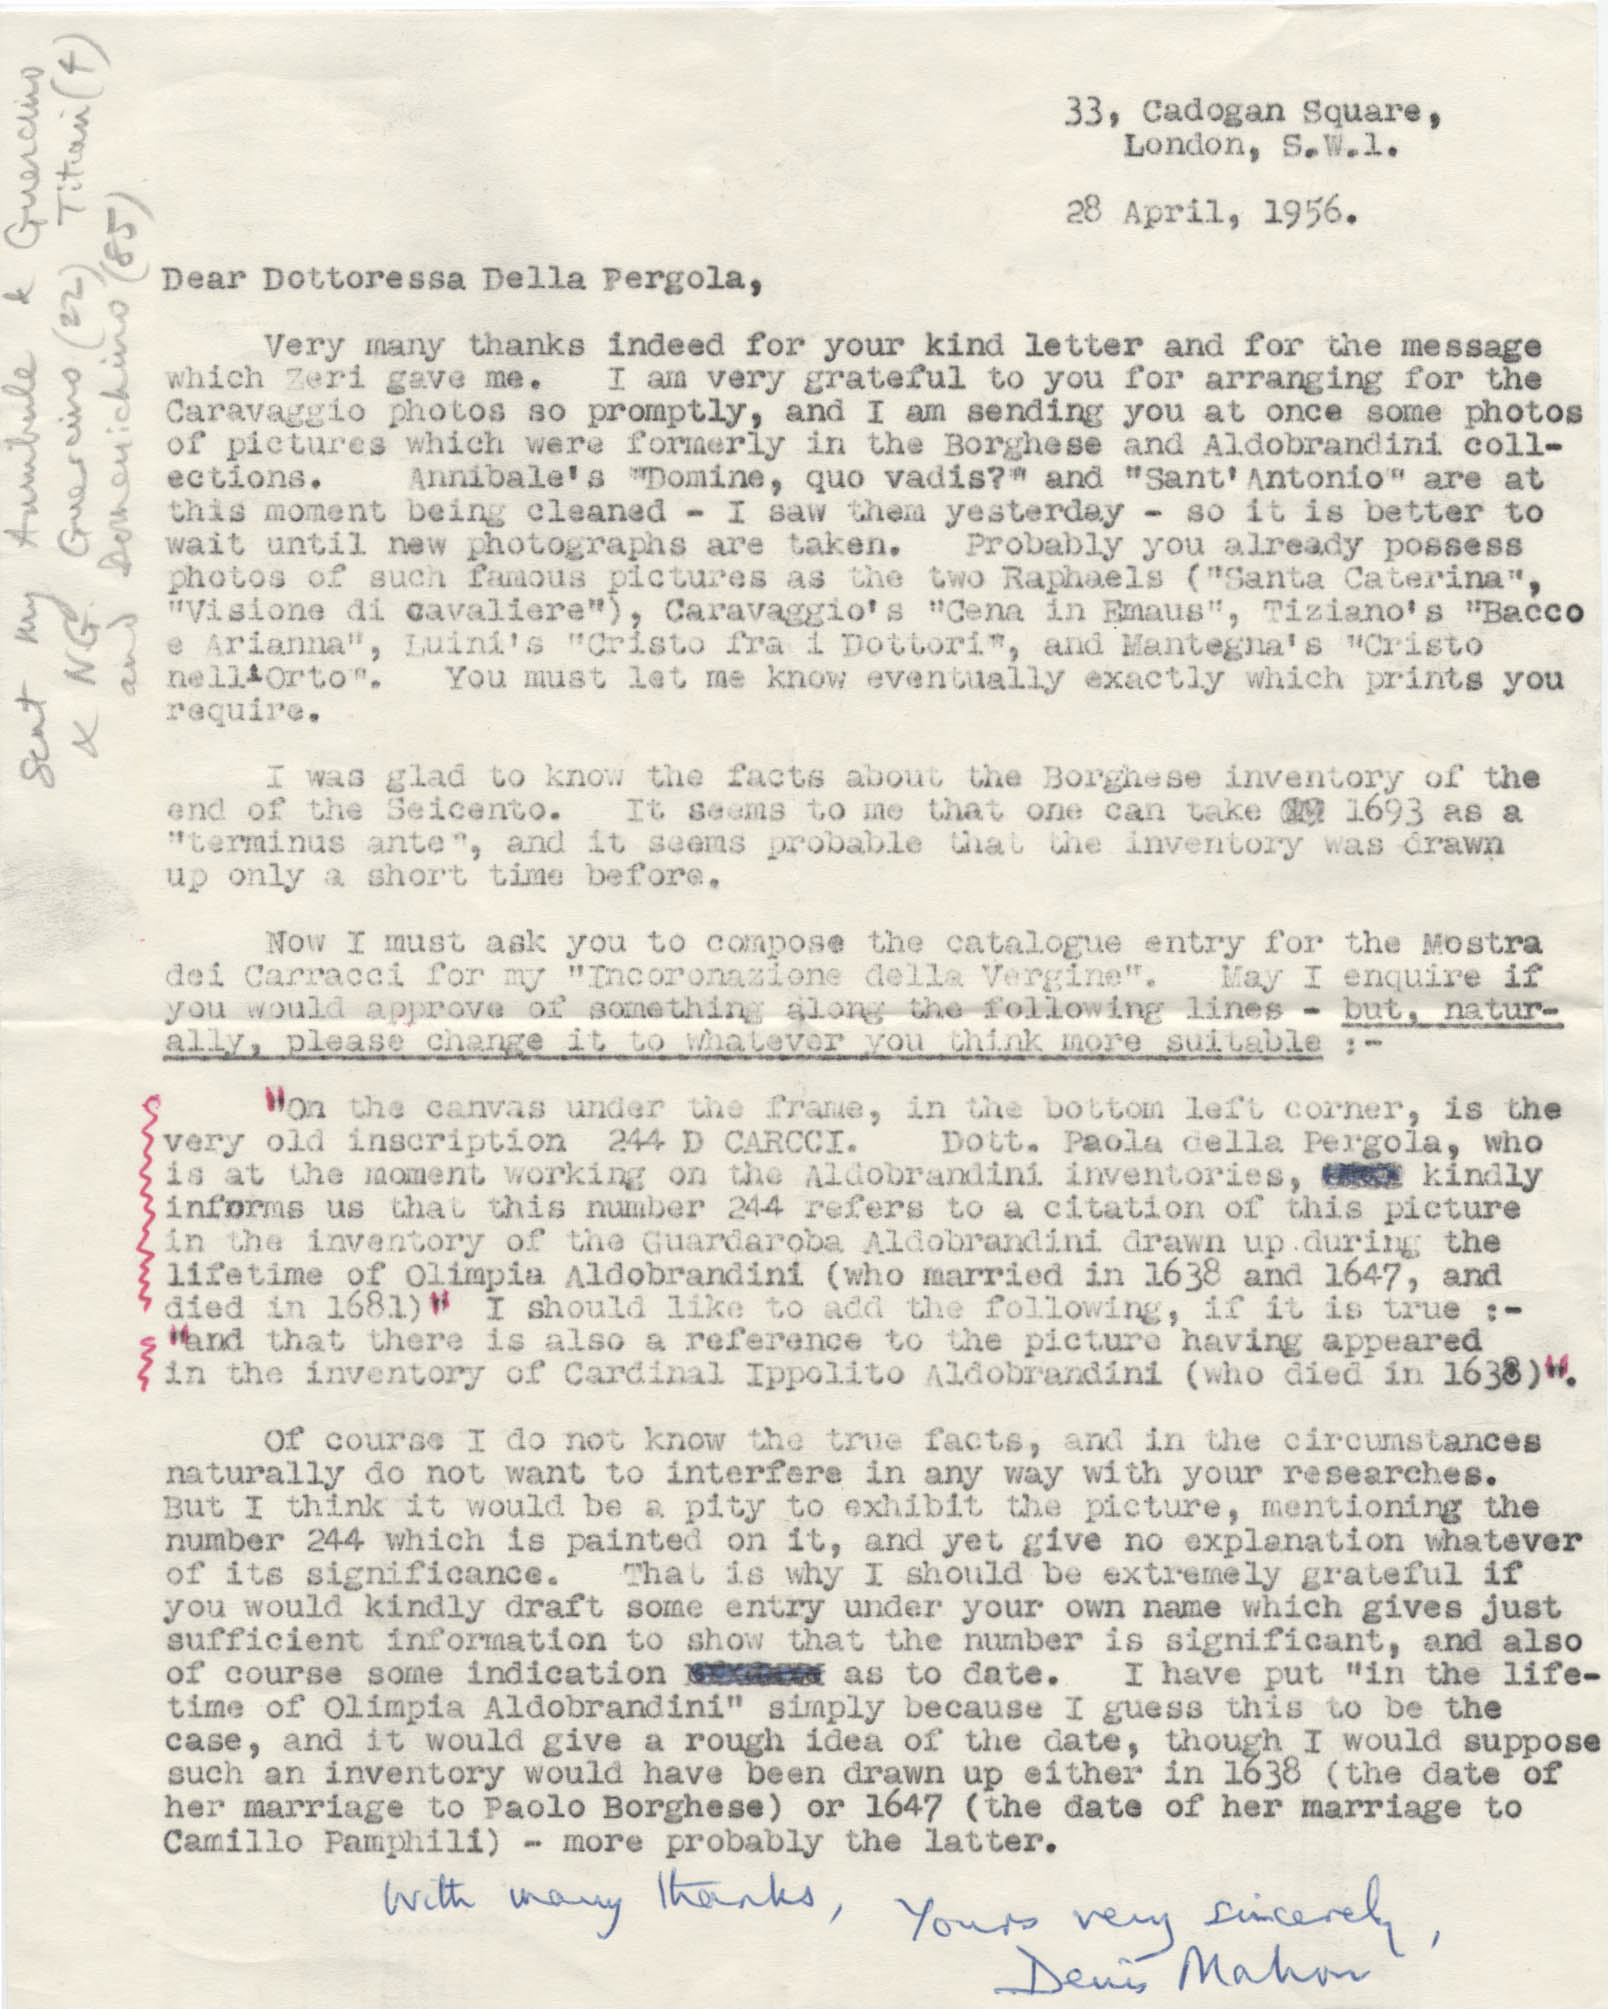 Sent my Annibale & Guercino
& NG. Guercino (22), Titian (4)
and Domenichino (85)
33, Cadogan Square,
London, S.W.1.
28 April, 1956.
Dear Dottoressa Della Pergola,
Very many thanks indeed for your kind letter and for the message
which Zeri gave me. I am very grateful to you for arranging for the
Caravaggio photos so promptly, and I am sending you at once some photos
of pictures which were formerly in the Borghese and Aldobrandini coll-
ections. Annibale's "Domine, quo vadis?" and "Sant'Antonio" are at
this moment being cleaned - I saw them yesterday - so it is better to
wait until new photographs are taken. Probably you already possess
photos of such famous pictures as the two Raphaels ("Santa Caterina",
"Visione di cavaliere"), Caravaggio's "Cena in Emaus", Tiziano's "Bacco
e Arianna", Luini's "Cristo fra i Dottori", and Mantegna's "Cristo
nell'Orto". You must let me know eventually exactly which prints you
require.
I was glad to know the facts about the Borghese inventory of the
end of the Seicento. It seems to me that one can take 1693 as a
"terminus ante", and it seems probable that the inventory was drawn
up only a short time before.
Now I must ask you to compose the catalogue entry for the Mostra
dei Carracci for my "Incoronazione della Vergine". May I enquire if
you would approve of something along the following lines - but, natur-
ally, please change it to whatever you think more suitable :-
"On the canvas under the frame, in the bottom left corner, is the
very old inscription 244 D CARCCI. Dott. Paola della Pergola, who
is at the moment working on the Aldobrandini inventories, kindly
informs us that this number 244 refers to a citation of this picture
in the inventory of the Guardaroba Aldobrandini drawn up during the
lifetime of Olimpia Aldobrandini (who married in 1638 and 1647, and
died in 1681)" I should like to add the following, if it is true :-
"and that there is also a reference to the picture having appeared
in the inventory of Cardinal Ippolito Aldobrandini (who died in 1638)".
Of course I do not know the true facts, and in the circumstances
naturally do not want to interfere in any way with your researches.
But I think it would be a pity to exhibit the picture, mentioning the
number 244 which is painted on it, and yet give no explanation whatever
of its significance. That is why I should be extremely grateful if
you would kindly draft some entry under your own name which gives just
sufficient information to show that the number is significant, and also
of course some indication as to date. I have put "in the life-
time of Olimpia Aldobrandini" simply because I guess this to be the
case, and it would give a rough idea of the date, though I would suppose
such an inventory would have been drawn up either in 1638 (the date of
her marriage to Paolo Borghese) or 1647 (the date of her marriage to
Camillo Pamphili) - more probably the latter.
With many thanks, Yours very sincerely,
Denis Mahon